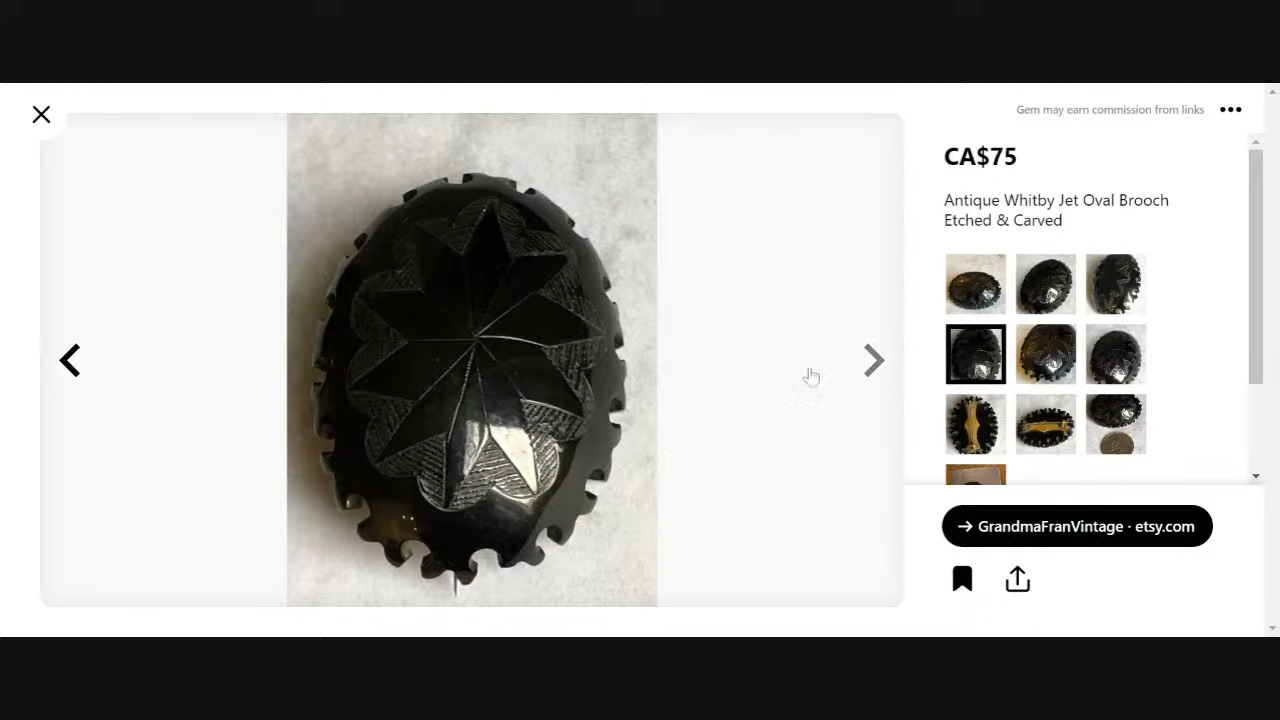 Gem may earn commission from links
CA$75
Antique Whitby Jet Oval Brooch
Etched & Carved
GrandmaFranVintage · etsy.com